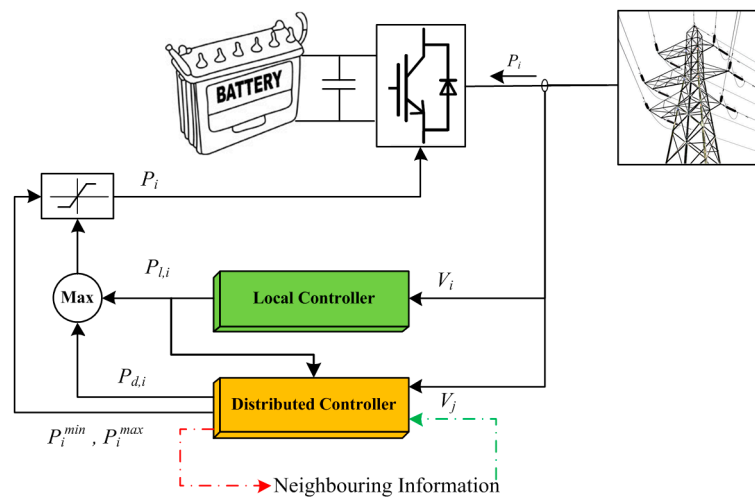 BATTERY
P_i
P_i
P_{l,i}
Local Controller
V_i
Max
P_{d,i}
Distributed Controller
V_j
P_i^{min} , P_i^{max}
Neighbouring Information